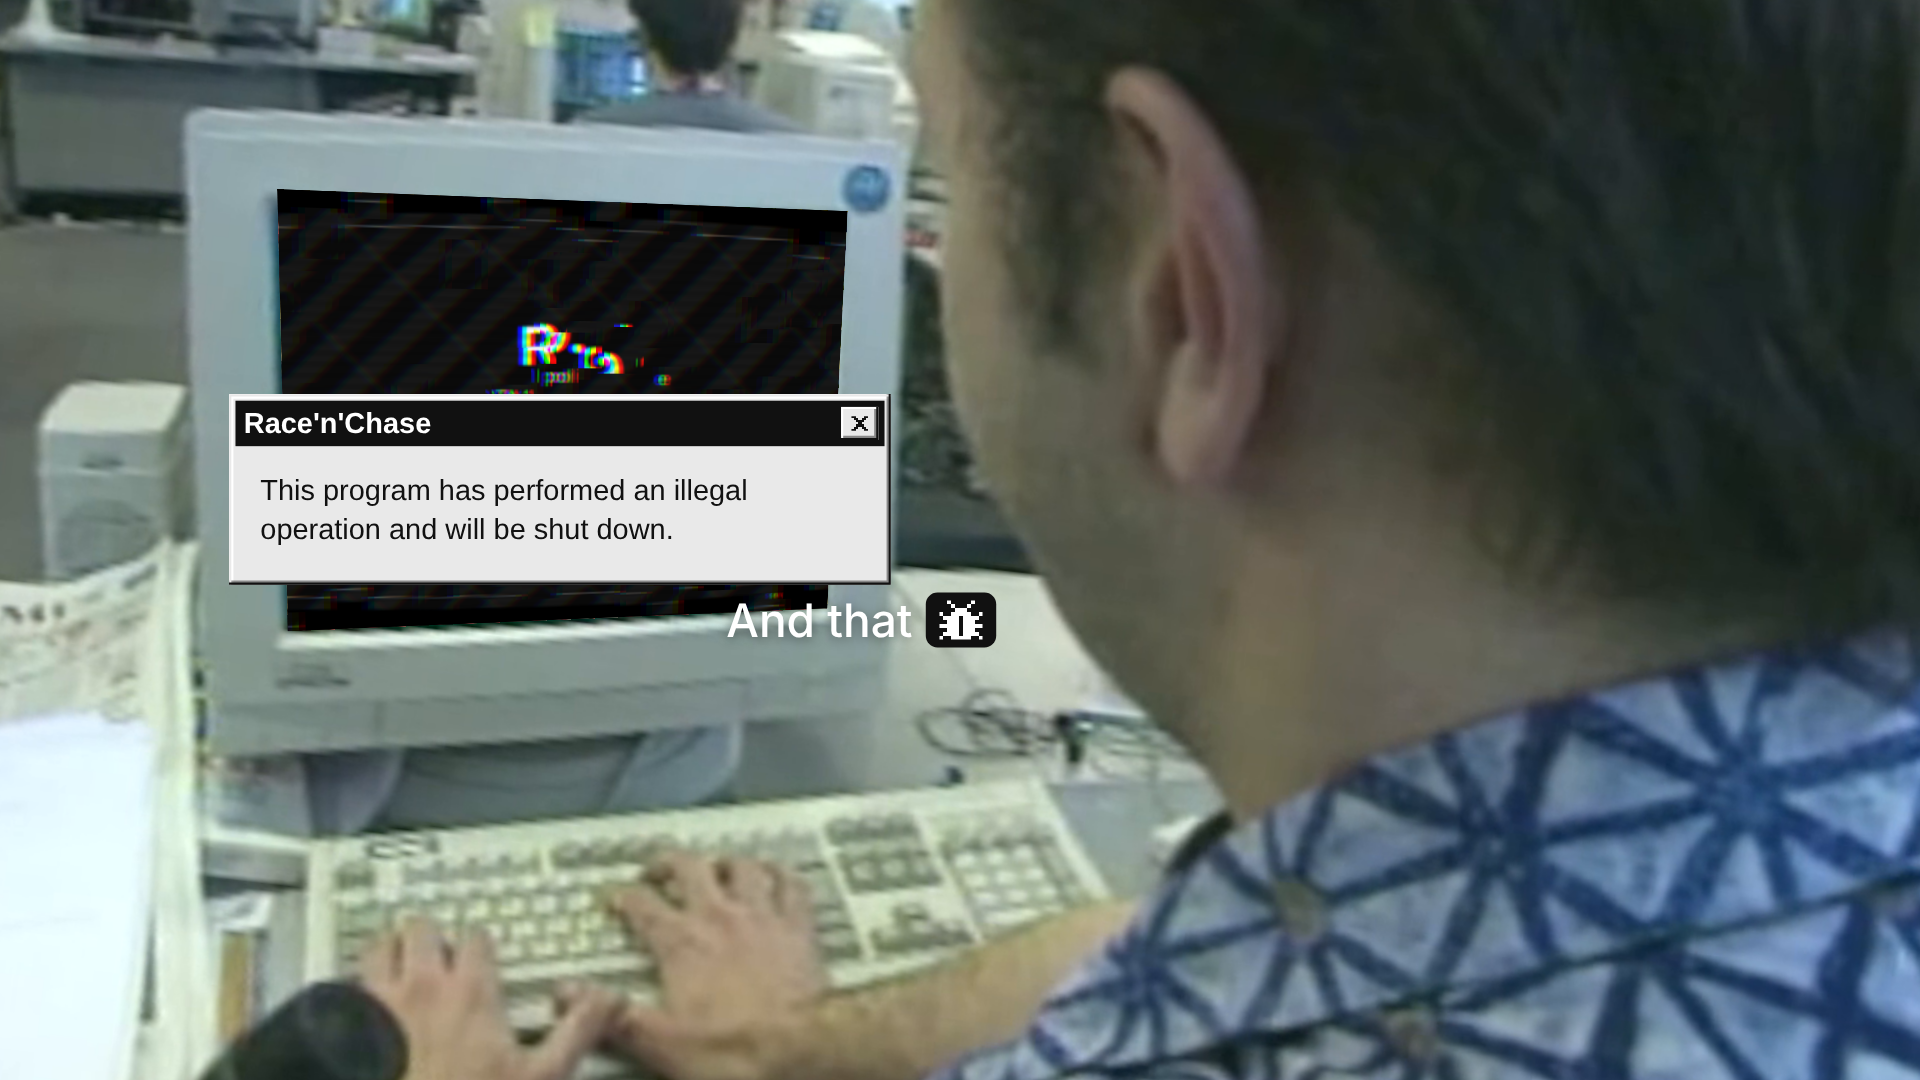 Race'n'Chase
This program has performed an illegal
operation and will be shut down.
And that